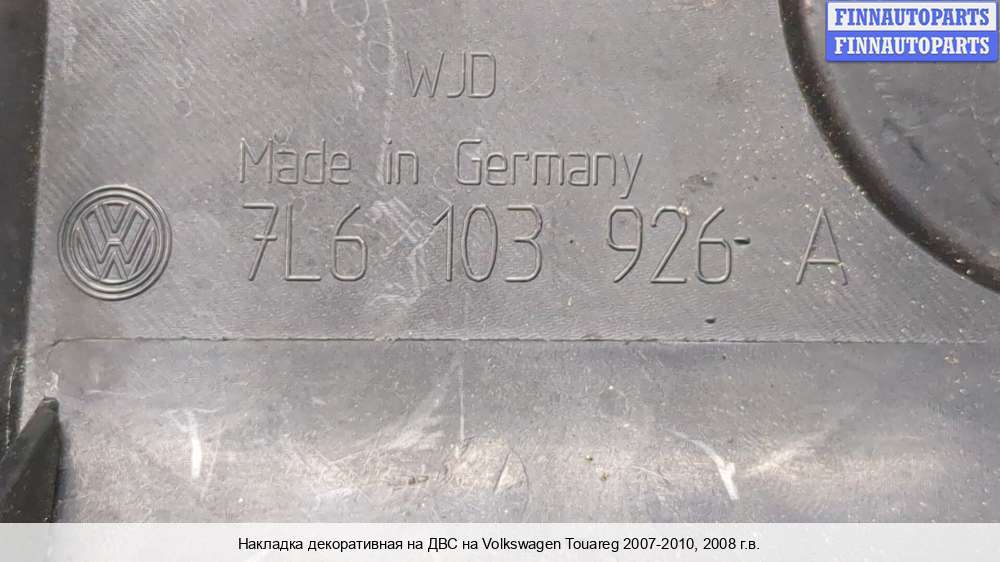 FINNAUTOPARTS
FINNAUTOPARTS
WJD
Made in Germany
7L6 103 926 A
Накладка декоративная на ДВС на Volkswagen Touareg 2007-2010, 2008 г.в.